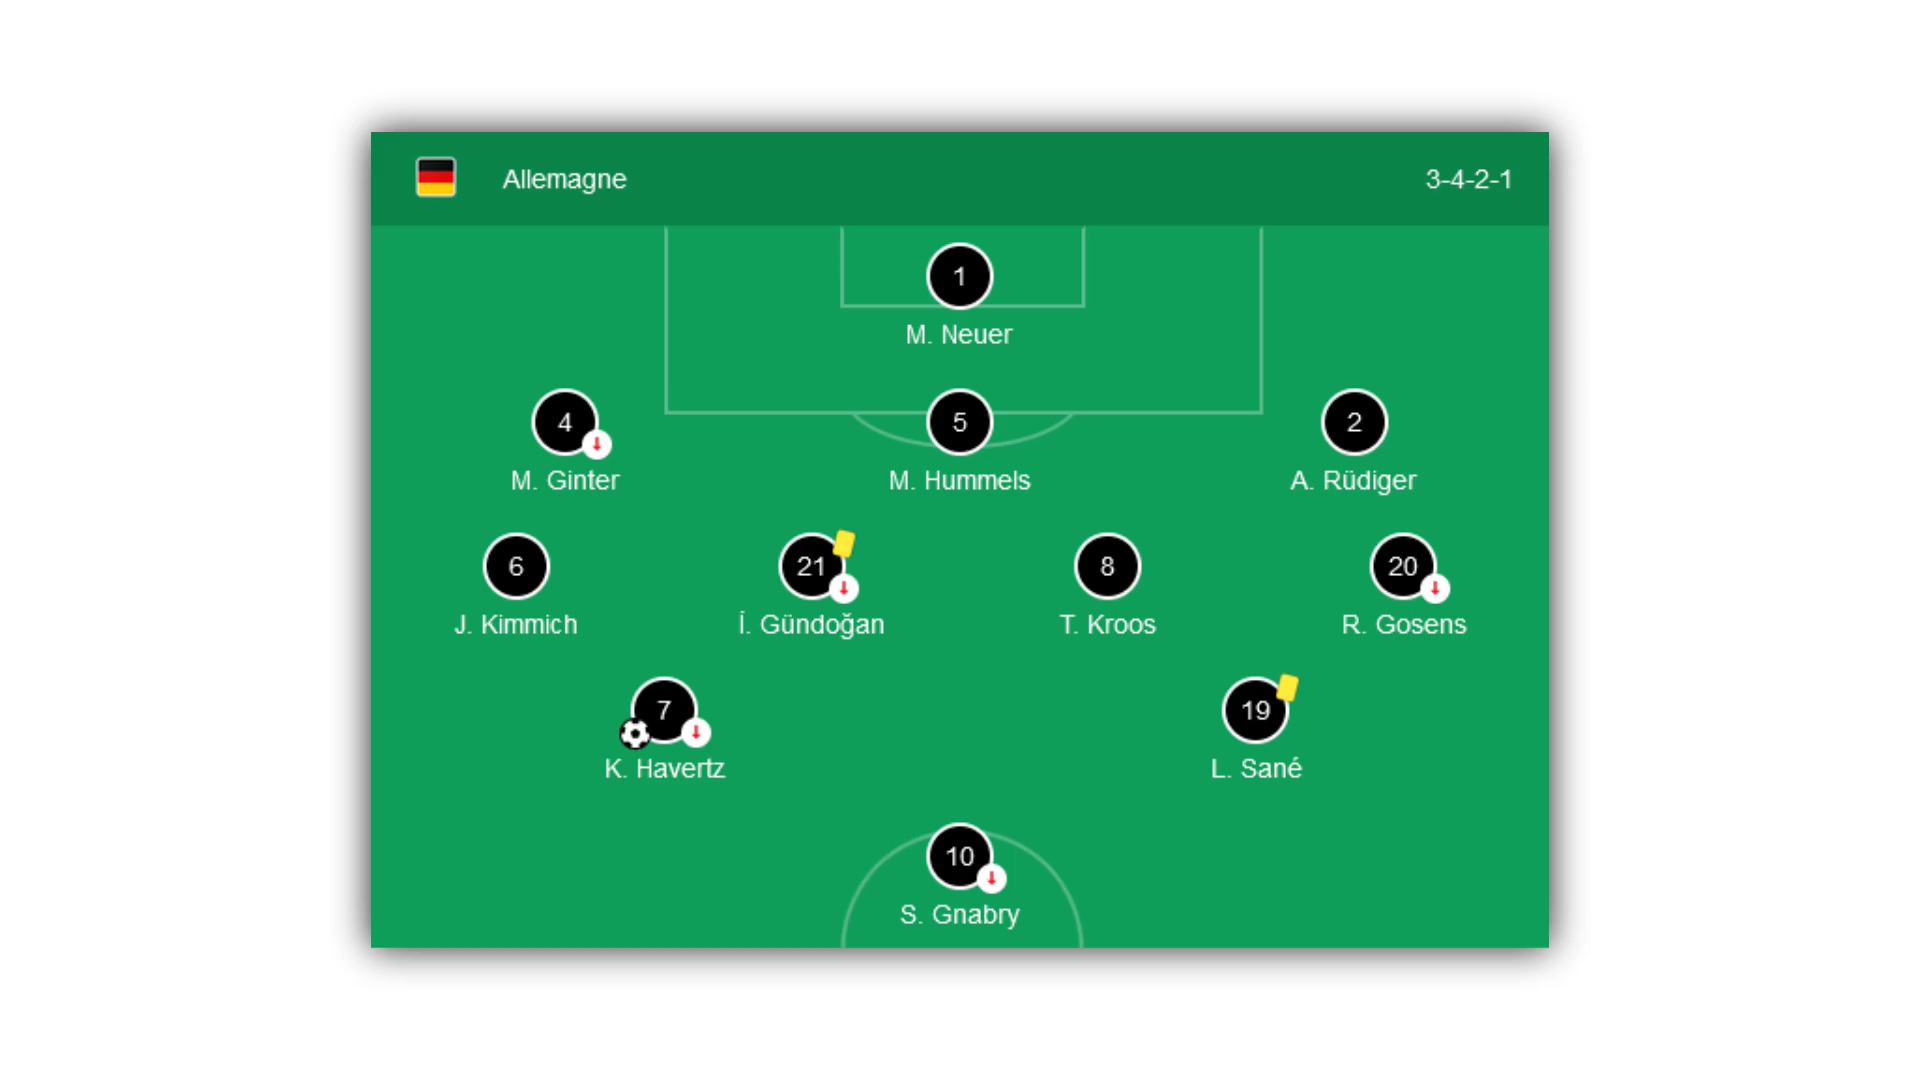 Allemagne 3-4-2-1
1
M. Neuer
4 5 2
M. Ginter M. Hummels A. Rüdiger
6 21 8 20
J. Kimmich Í. Gündoğan T. Kroos R. Gosens
7 19
K. Havertz L. Sané
10
S. Gnabry